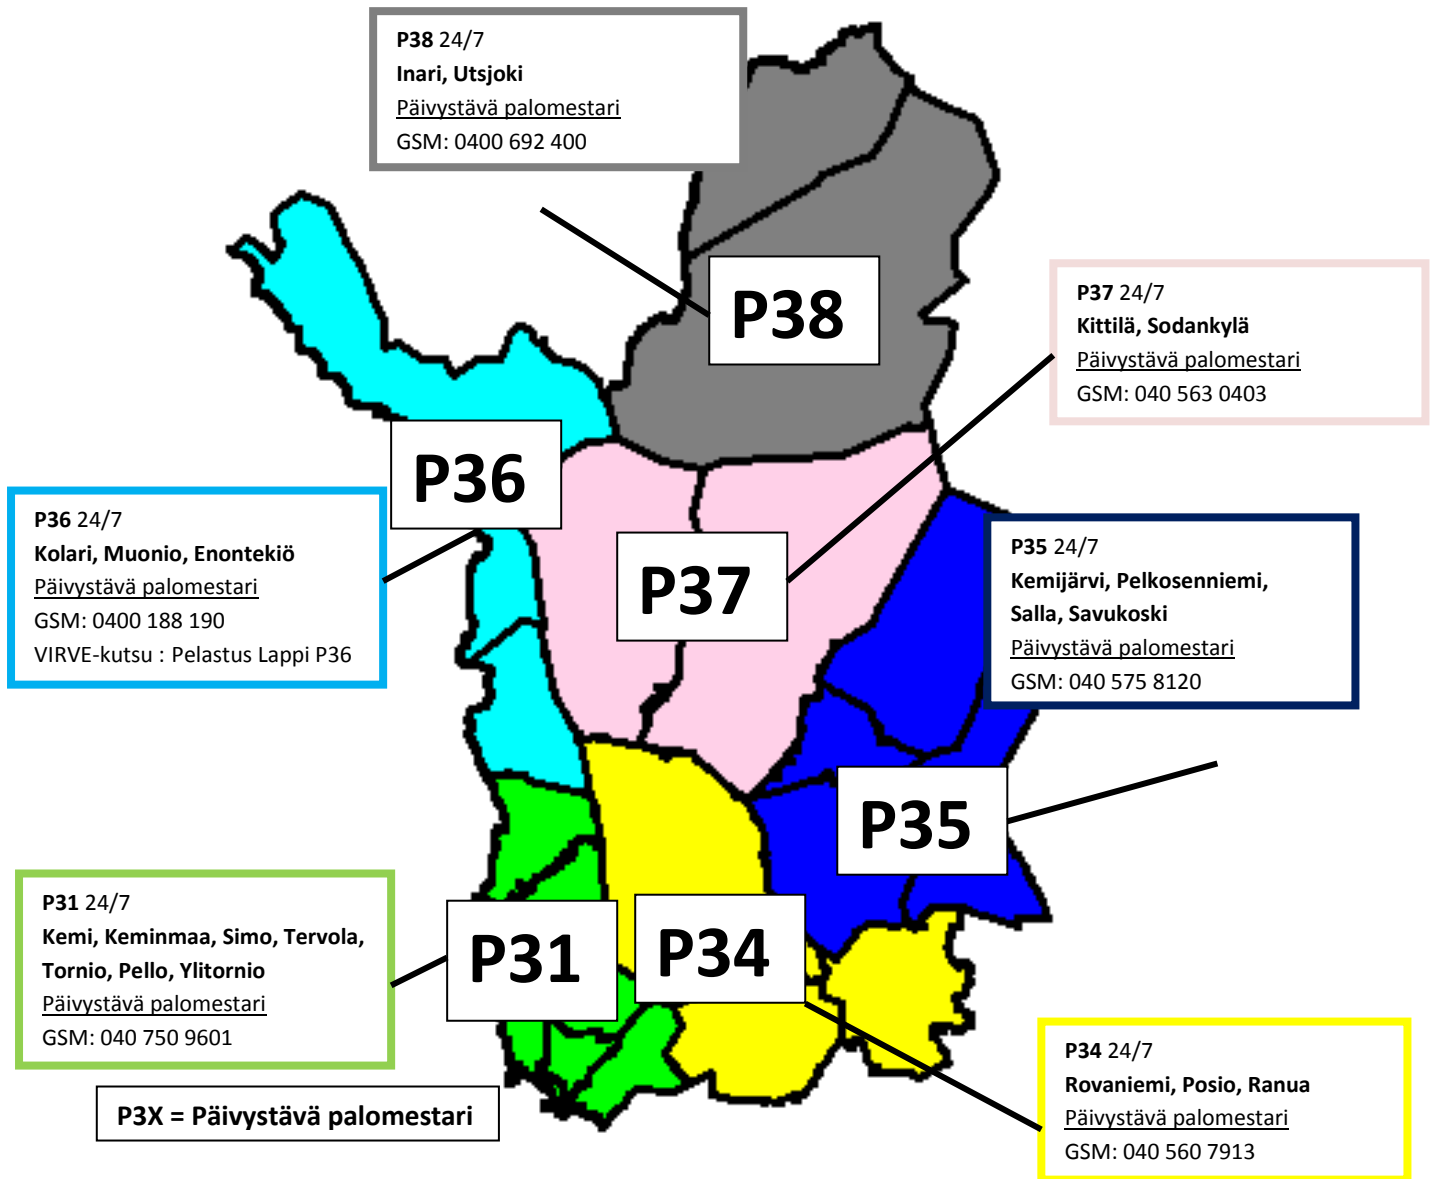 P38 24/7
Inari, Utsjoki
Päivystävä palomestari
GSM: 0400 692 400
P38
P37 24/7
Kittilä, Sodankylä
Päivystävä palomestari
GSM: 040 563 0403
P36
P36 24/7
Kolari, Muonio, Enontekiö
Päivystävä palomestari
GSM: 0400 188 190
VIRVE-kutsu : Pelastus Lappi P36
P37
P35 24/7
Kemijärvi, Pelkosenniemi,
Salla, Savukoski
Päivystävä palomestari
GSM: 040 575 8120
P35
P31 24/7
Kemi, Keminmaa, Simo, Tervola,
Tornio, Pello, Ylitornio
Päivystävä palomestari
GSM: 040 750 9601
P31
P34
P34 24/7
Rovaniemi, Posio, Ranua
Päivystävä palomestari
GSM: 040 560 7913
P3X = Päivystävä palomestari